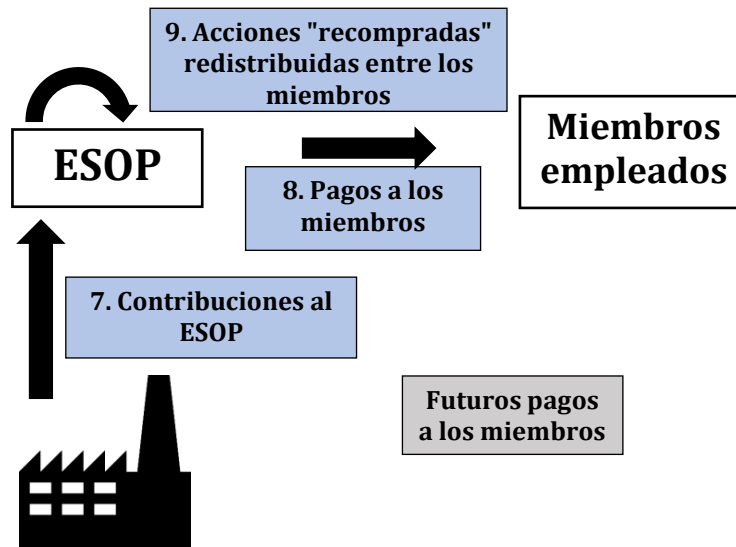 9. Acciones "recompradas"
redistribuidas entre los
miembros
ESOP
Miembros
empleados
8. Pagos a los
miembros
7. Contribuciones al
ESOP
Futuros pagos
a los miembros